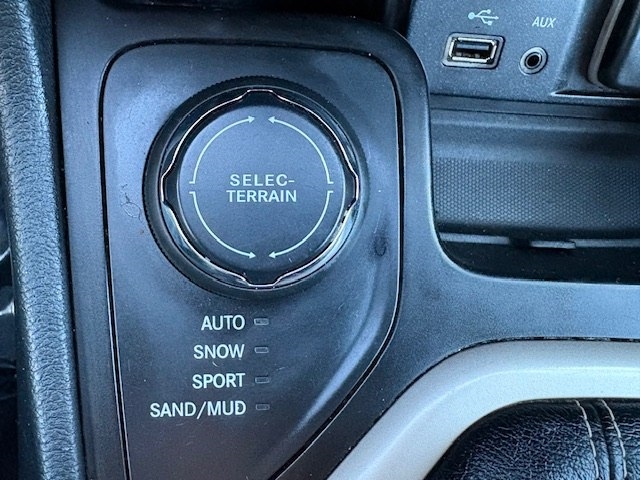 AUX
SELEC-
TERRAIN
AUTO
SNOW
SPORT
SAND/MUD